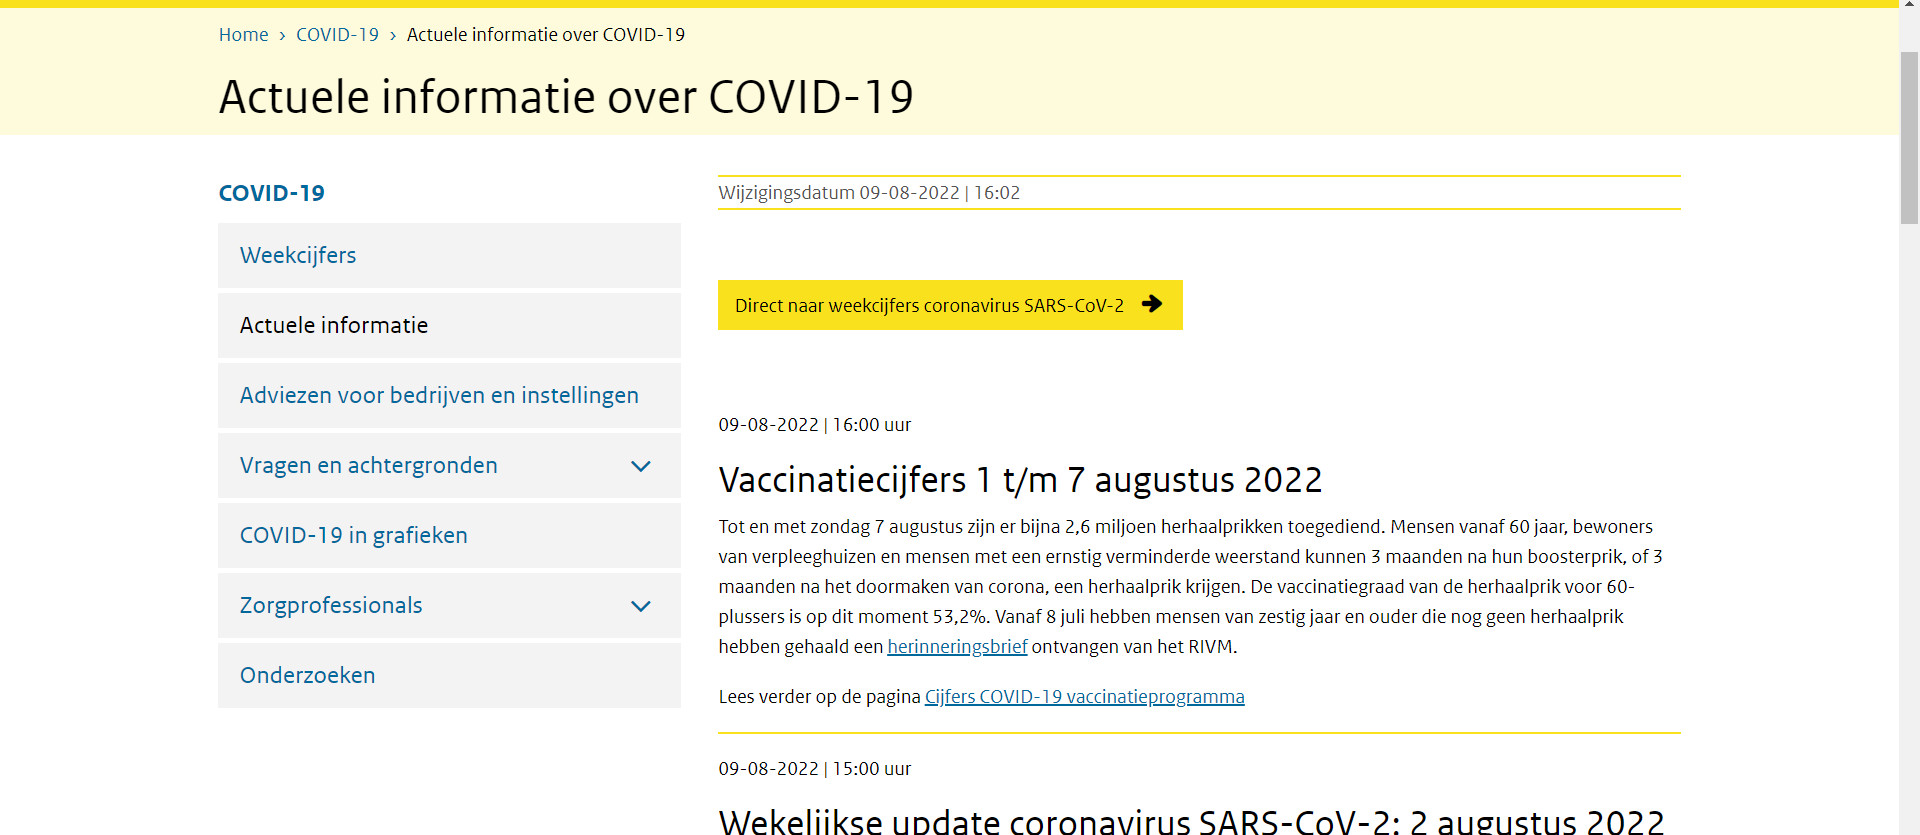 Home › COVID-19 › Actuele informatie over COVID-19
Actuele informatie over COVID-19
COVID-19
Weekcijfers
Actuele informatie
Adviezen voor bedrijven en instellingen
Vragen en achtergronden
COVID-19 in grafieken
Zorgprofessionals
Onderzoeken
Wijzigingsdatum 09-08-2022 | 16:02
Direct naar weekcijfers coronavirus SARS-CoV-2
09-08-2022 | 16:00 uur
Vaccinatiecijfers 1 t/m 7 augustus 2022
Tot en met zondag 7 augustus zijn er bijna 2,6 miljoen herhaalprikken toegediend. Mensen vanaf 60 jaar, bewoners
van verpleeghuizen en mensen met een ernstig verminderde weerstand kunnen 3 maanden na hun boosterprik, of 3
maanden na het doormaken van corona, een herhaalprik krijgen. De vaccinatiegraad van de herhaalprik voor 60-
plussers is op dit moment 53,2%. Vanaf 8 juli hebben mensen van zestig jaar en ouder die nog geen herhaalprik
hebben gehaald een herinneringsbrief ontvangen van het RIVM.
Lees verder op de pagina Cijfers COVID-19 vaccinatieprogramma
09-08-2022 | 15:00 uur
Wekelijkse update coronavirus SARS-CoV-2: 2 augustus 2022